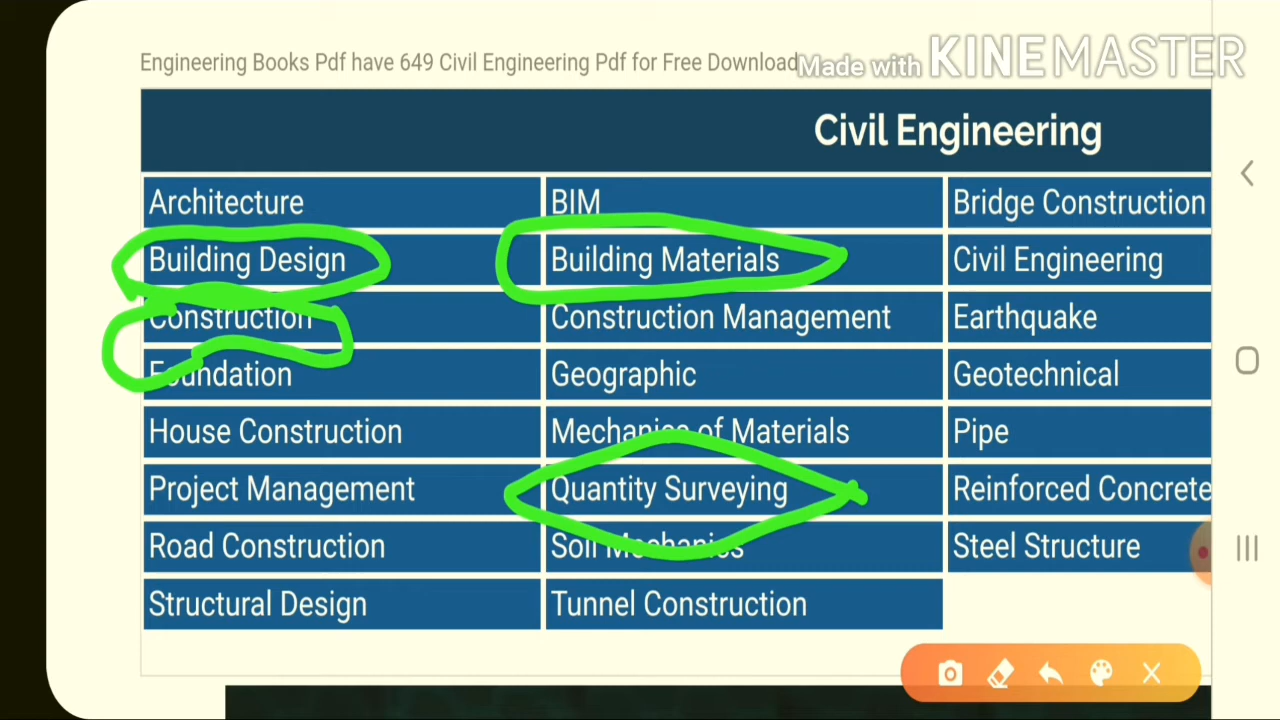 Engineering Books Pdf have 649 Civil Engineering Pdf for Free Download
Made with KINEMASTER
Civil Engineering
Architecture BIM Bridge Construction
Building Design Building Materials Civil Engineering
Construction Construction Management Earthquake
Foundation Geographic Geotechnical
House Construction Mechanics of Materials Pipe
Project Management Quantity Surveying Reinforced Concrete
Road Construction Soil Mechanics Steel Structure
Structural Design Tunnel Construction